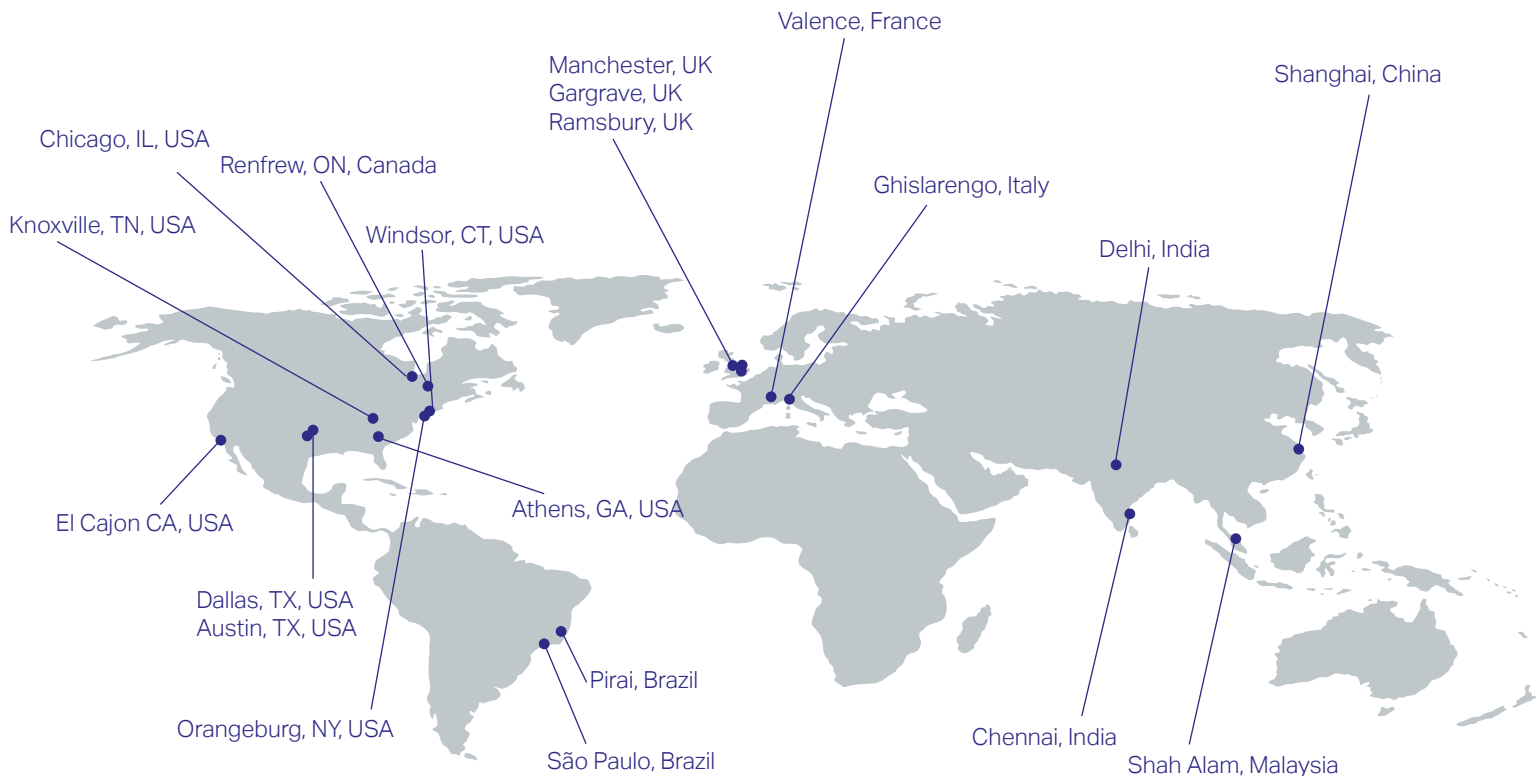 Valence, France
Manchester, UK
Gargrave, UK
Ramsbury, UK
Shanghai, China
Chicago, IL, USA
Renfrew, ON, Canada
Ghislarengo, Italy
Knoxville, TN, USA
Windsor, CT, USA
Delhi, India
Athens, GA, USA
El Cajon CA, USA
Dallas, TX, USA
Austin, TX, USA
Pirai, Brazil
Orangeburg, NY, USA
Chennai, India
São Paulo, Brazil
Shah Alam, Malaysia